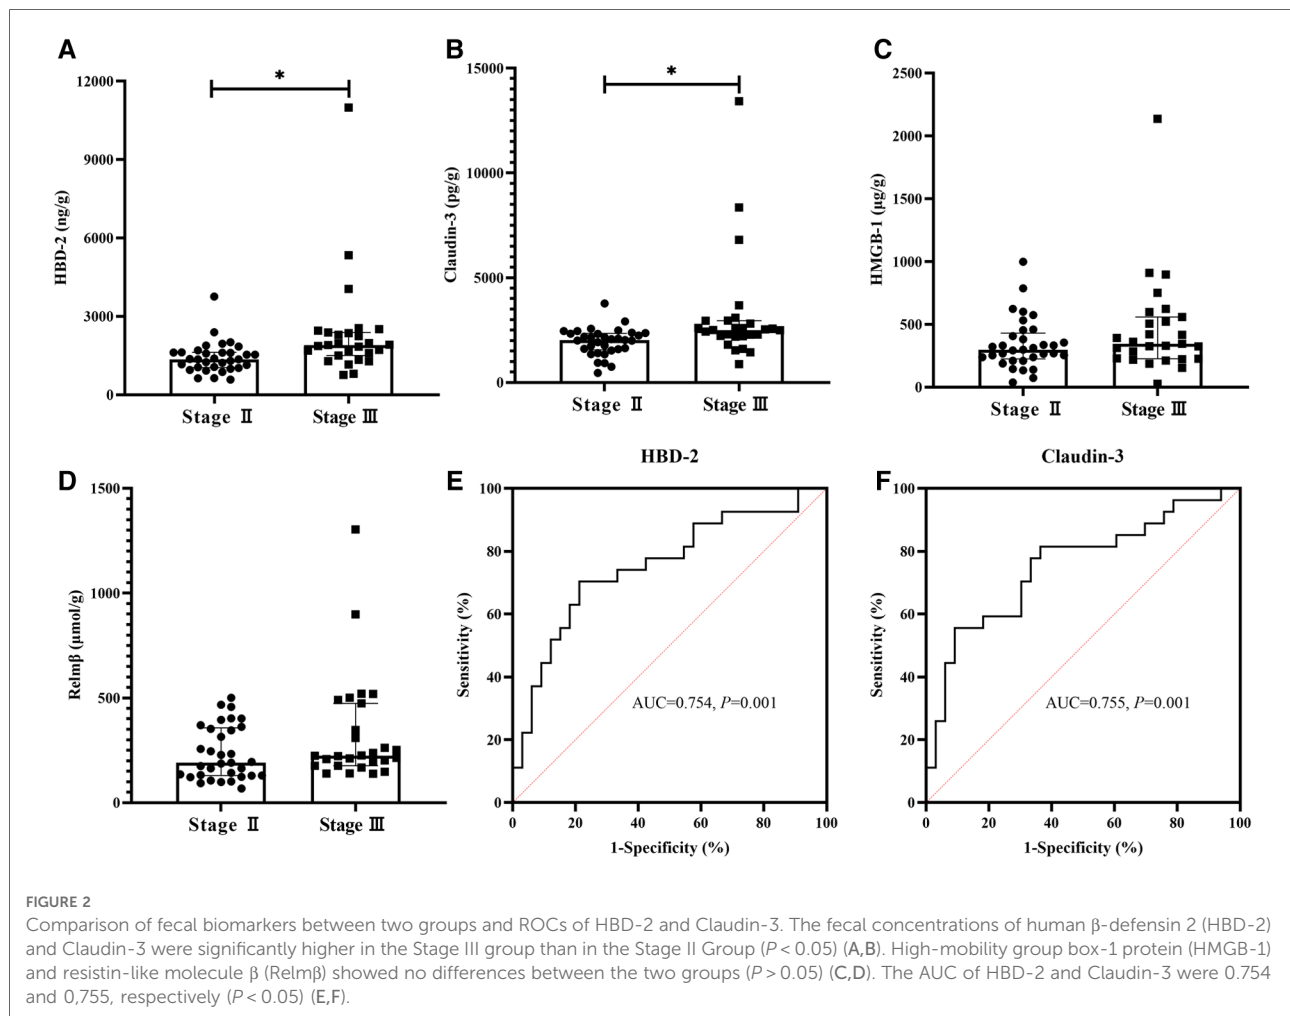 A
*
12000
9000
6000
3000
0
HBD-2 (ng/g)
Stage Ⅱ
Stage Ⅲ
B
*
15000
10000
5000
0
Claudin-3 (pg/g)
Stage Ⅱ
Stage Ⅲ
C
2500
2000
1500
1000
500
0
HMGB-1 (μg/g)
Stage Ⅱ
Stage Ⅲ
D
1500
1000
500
0
Relmβ (μmol/g)
Stage Ⅱ
Stage Ⅲ
E
HBD-2
100
80
60
40
20
0
Sensitivity (%)
AUC=0.754, P=0.001
0 20 40 60 80 100
1-Specificity (%)
F
Claudin-3
100
80
60
40
20
0
Sensitivity (%)
AUC=0.755, P=0.001
0 20 40 60 80 100
1-Specificity (%)
FIGURE 2
Comparison of fecal biomarkers between two groups and ROCs of HBD-2 and Claudin-3. The fecal concentrations of human β-defensin 2 (HBD-2)
and Claudin-3 were significantly higher in the Stage III group than in the Stage II Group (P < 0.05) (A,B). High-mobility group box-1 protein (HMGB-1)
and resistin-like molecule β (Relmβ) showed no differences between the two groups (P > 0.05) (C,D). The AUC of HBD-2 and Claudin-3 were 0.754
and 0,755, respectively (P < 0.05) (E,F).